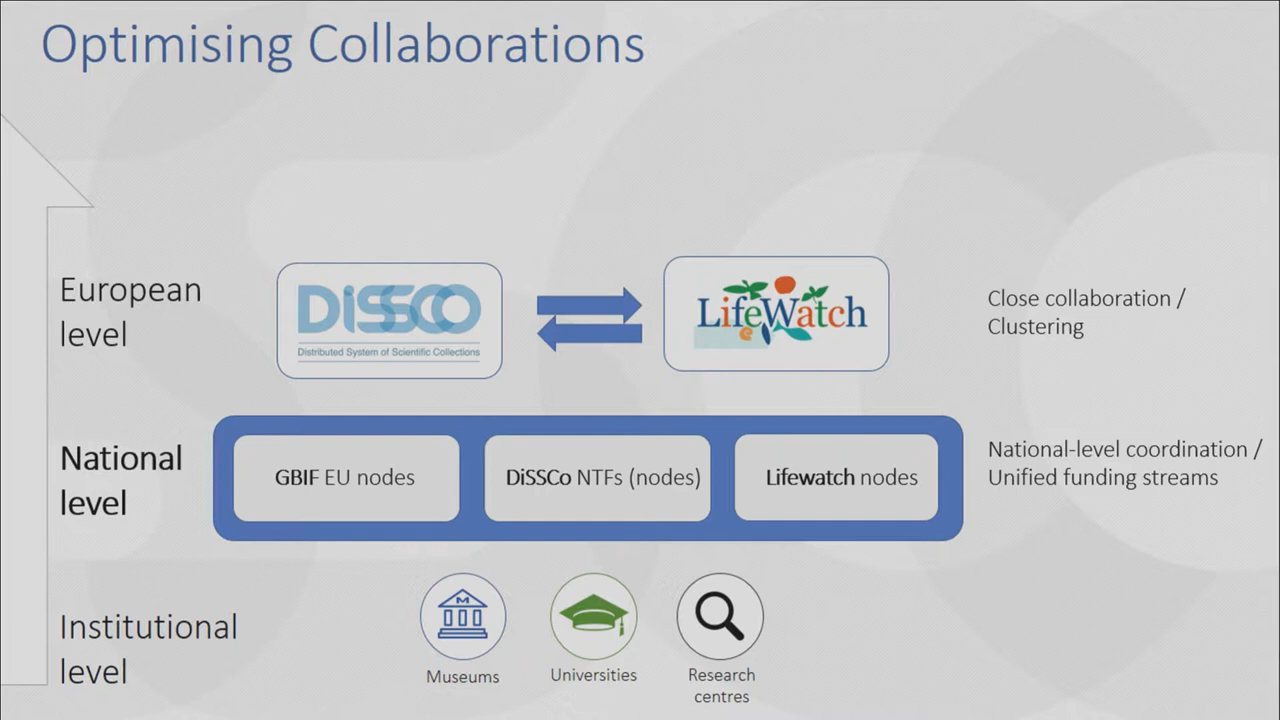 Optimising Collaborations
European
level
DiSSCO
Distributed System of Scientific Collections
LifeWatch
e
Close collaboration /
Clustering
National
level
GBIF EU nodes
DiSSCo NTFs (nodes)
Lifewatch nodes
National-level coordination /
Unified funding streams
Institutional
level
M
Museums
Universities
Research
centres